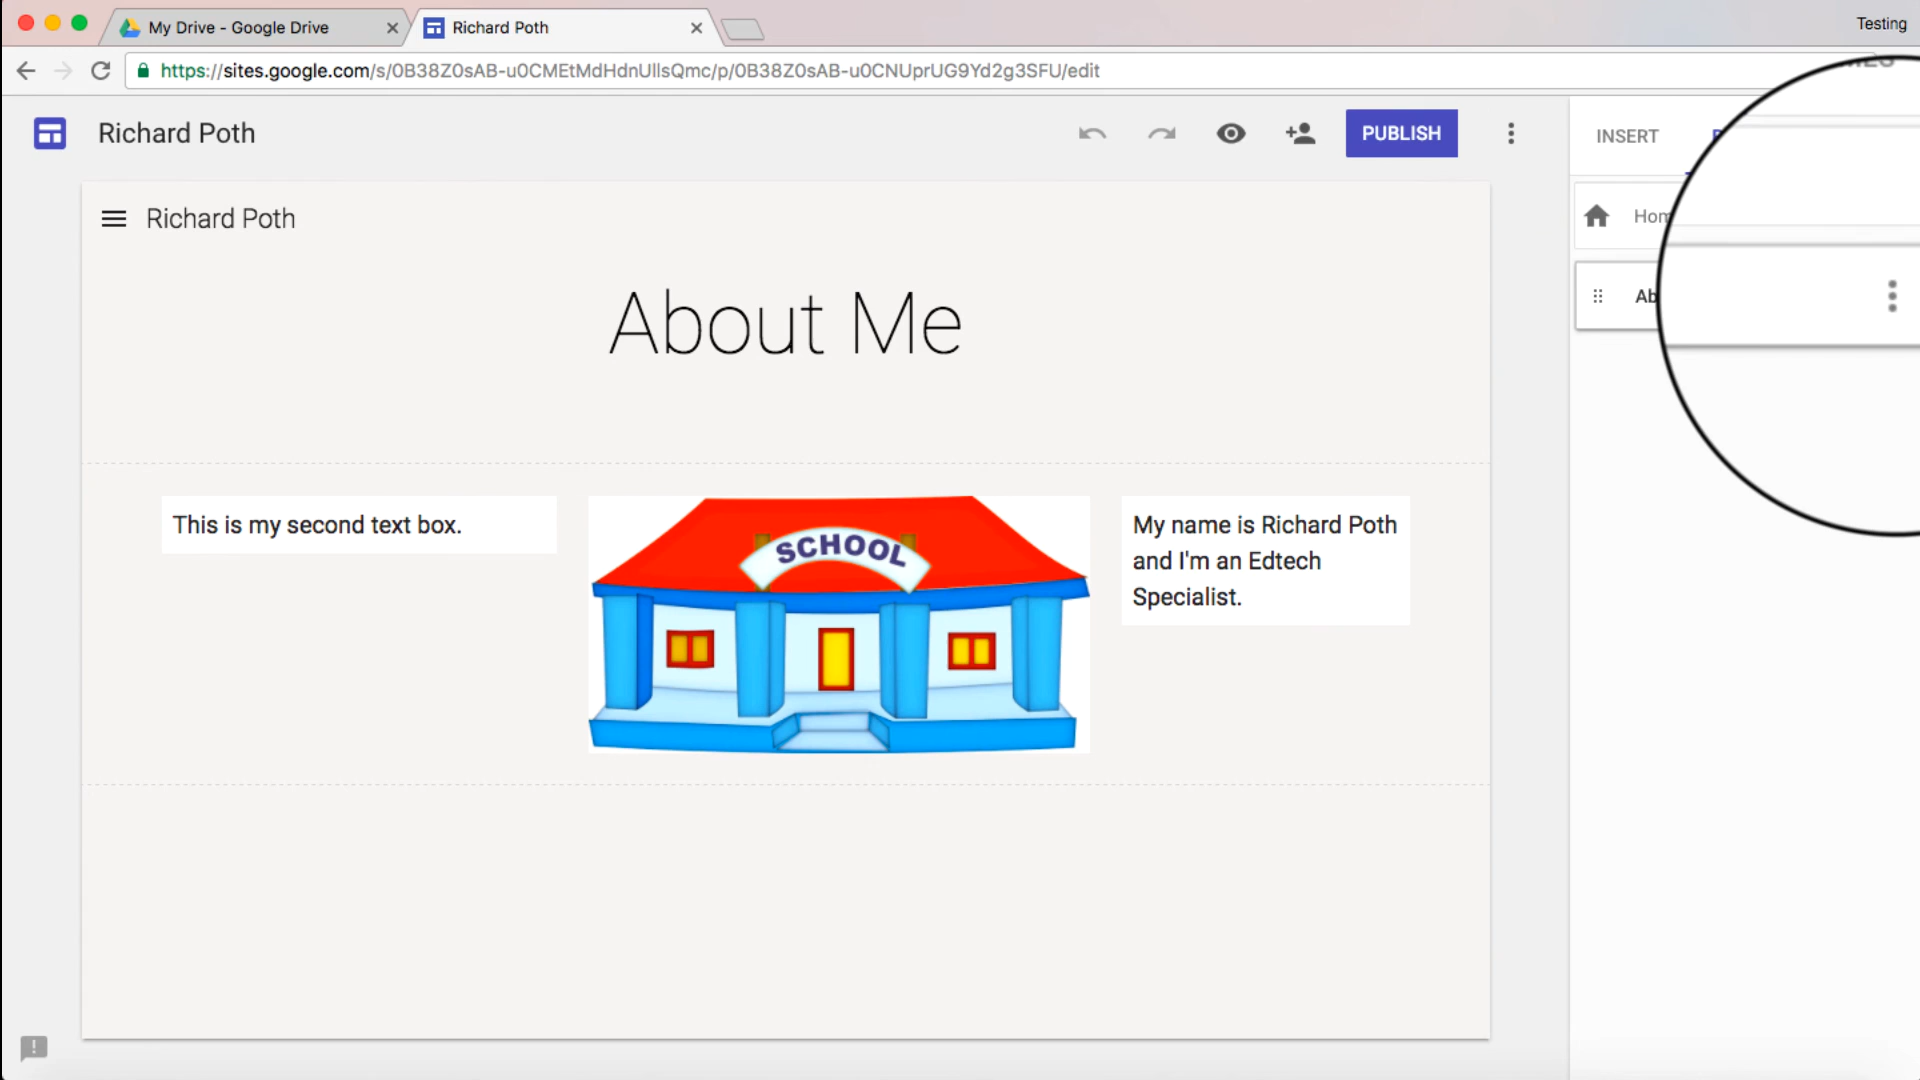 My Drive - Google Drive
Richard Poth
Testing
https://sites.google.com/s/0B38Z0sAB-u0CMEtMdHdnUllsQmc/p/0B38Z0sAB-u0CNUprUG9Yd2g3SFU/edit
Richard Poth
PUBLISH
INSERT
Richard Poth
Hom
About Me
Ab
This is my second text box.
SCHOOL
My name is Richard Poth
and I'm an Edtech
Specialist.